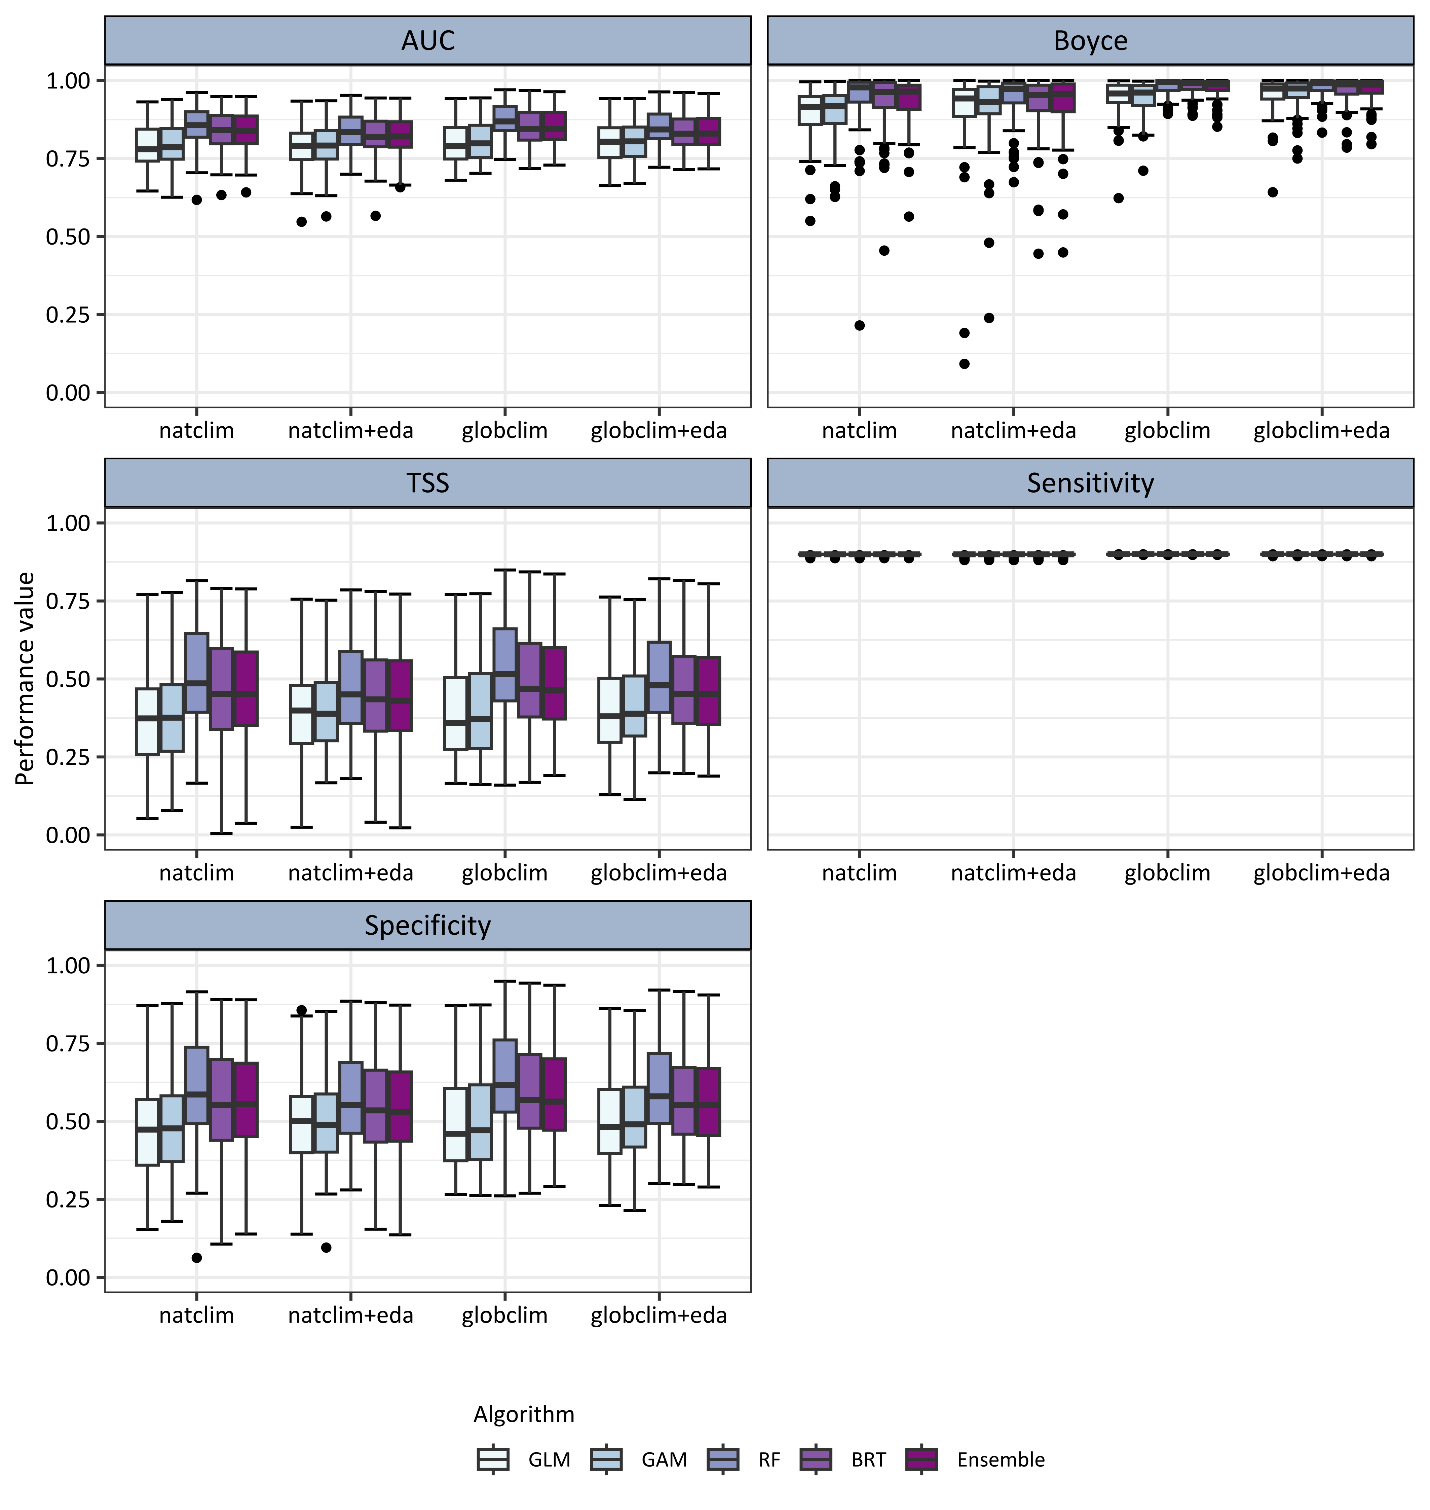 AUC
Boyce
1.00
0.75
0.50
0.25
0.00
natclim natclim+eda globclim globclim+eda
natclim natclim+eda globclim globclim+eda
TSS
Sensitivity
Performance value
1.00
0.75
0.50
0.25
0.00
natclim natclim+eda globclim globclim+eda
natclim natclim+eda globclim globclim+eda
Specificity
1.00
0.75
0.50
0.25
0.00
natclim natclim+eda globclim globclim+eda
Algorithm
GLM GAM RF BRT Ensemble